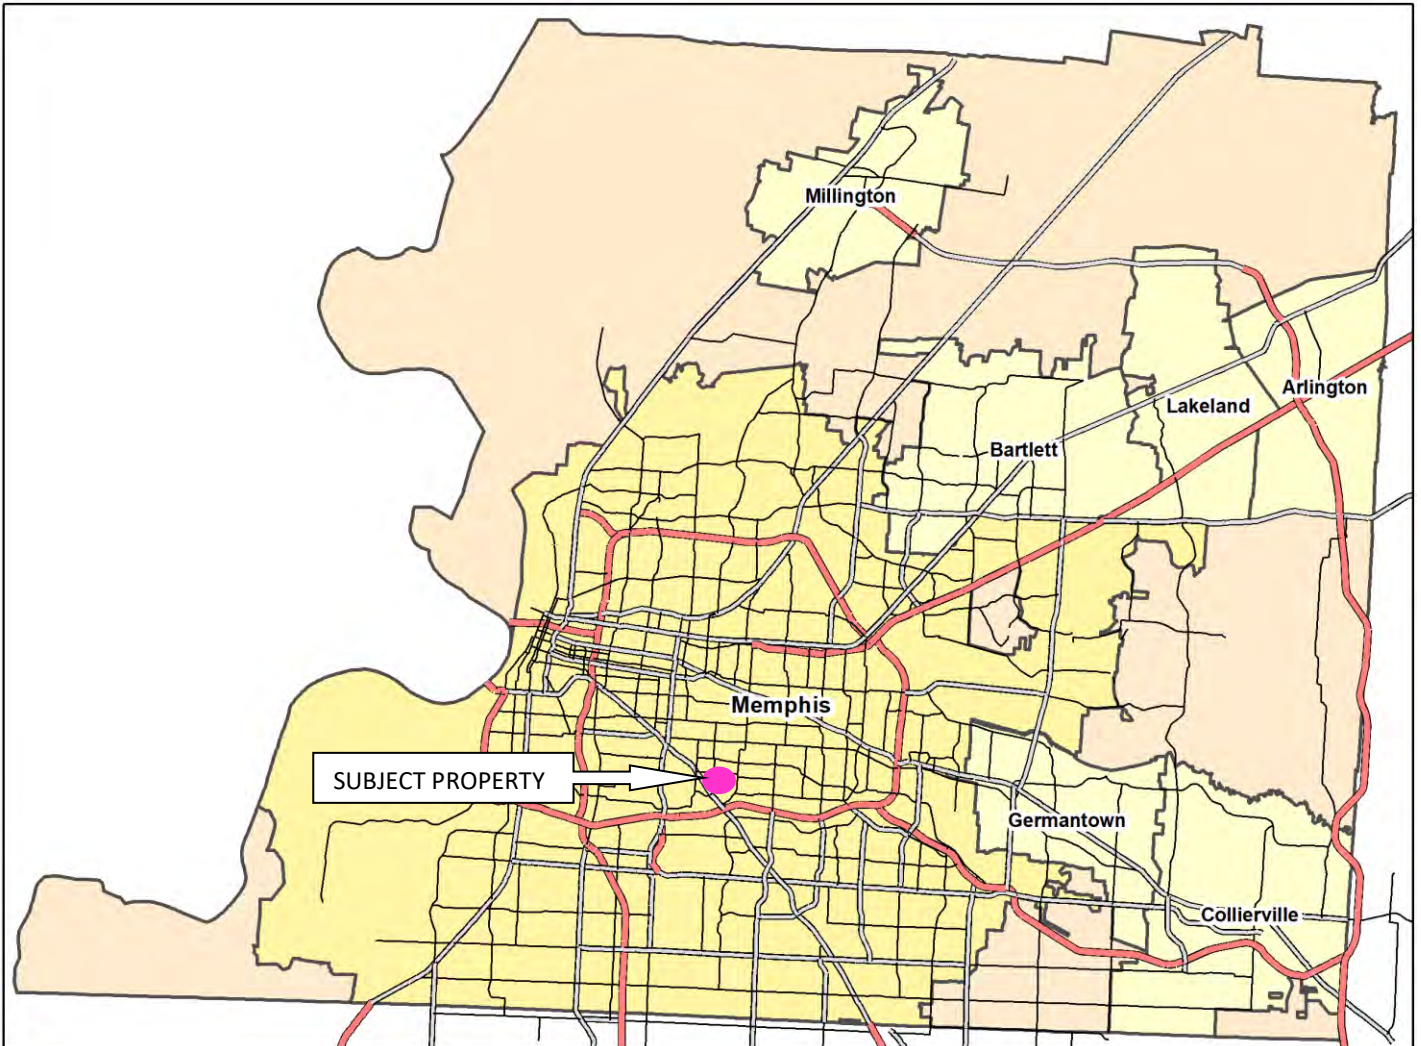 Millington
Arlington
Lakeland
Bartlett
Memphis
SUBJECT PROPERTY
Germantown
Collierville